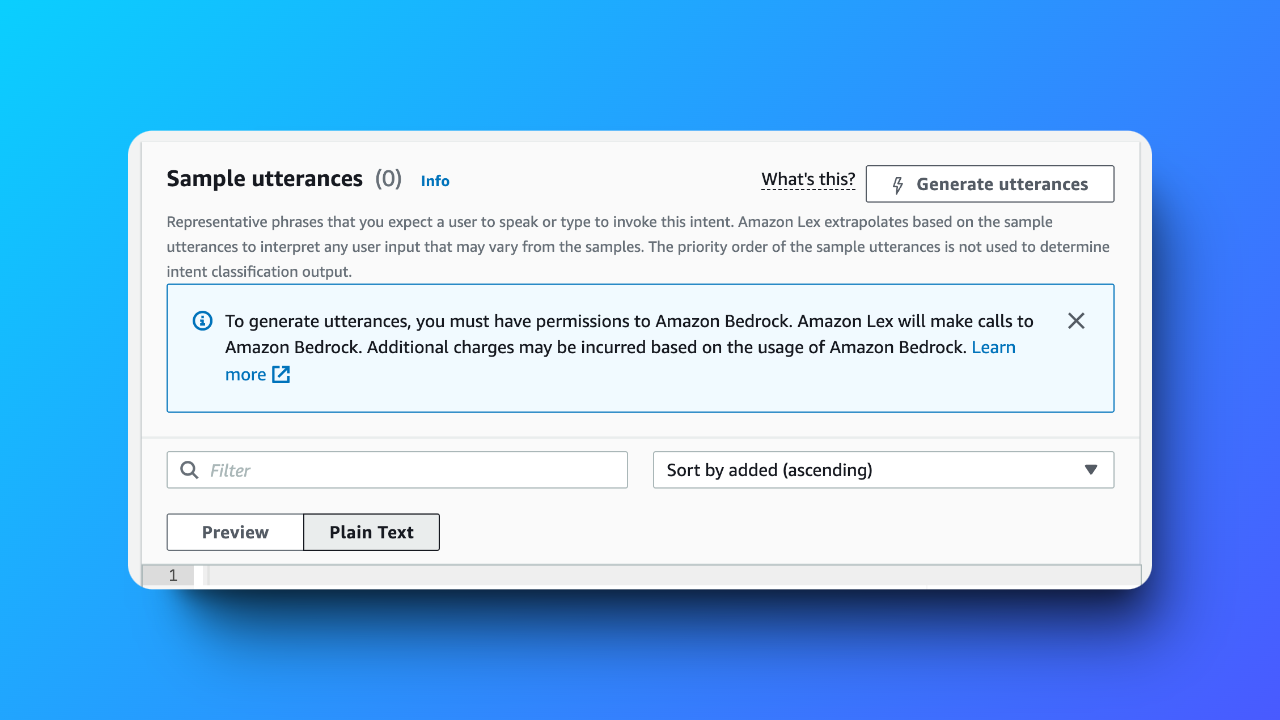 Sample utterances (0) Info
What's this?
Generate utterances
Representative phrases that you expect a user to speak or type to invoke this intent. Amazon Lex extrapolates based on the sample
utterances to interpret any user input that may vary from the samples. The priority order of the sample utterances is not used to determine
intent classification output.
To generate utterances, you must have permissions to Amazon Bedrock. Amazon Lex will make calls to
Amazon Bedrock. Additional charges may be incurred based on the usage of Amazon Bedrock. Learn
more
Filter
Sort by added (ascending)
Preview
Plain Text
1